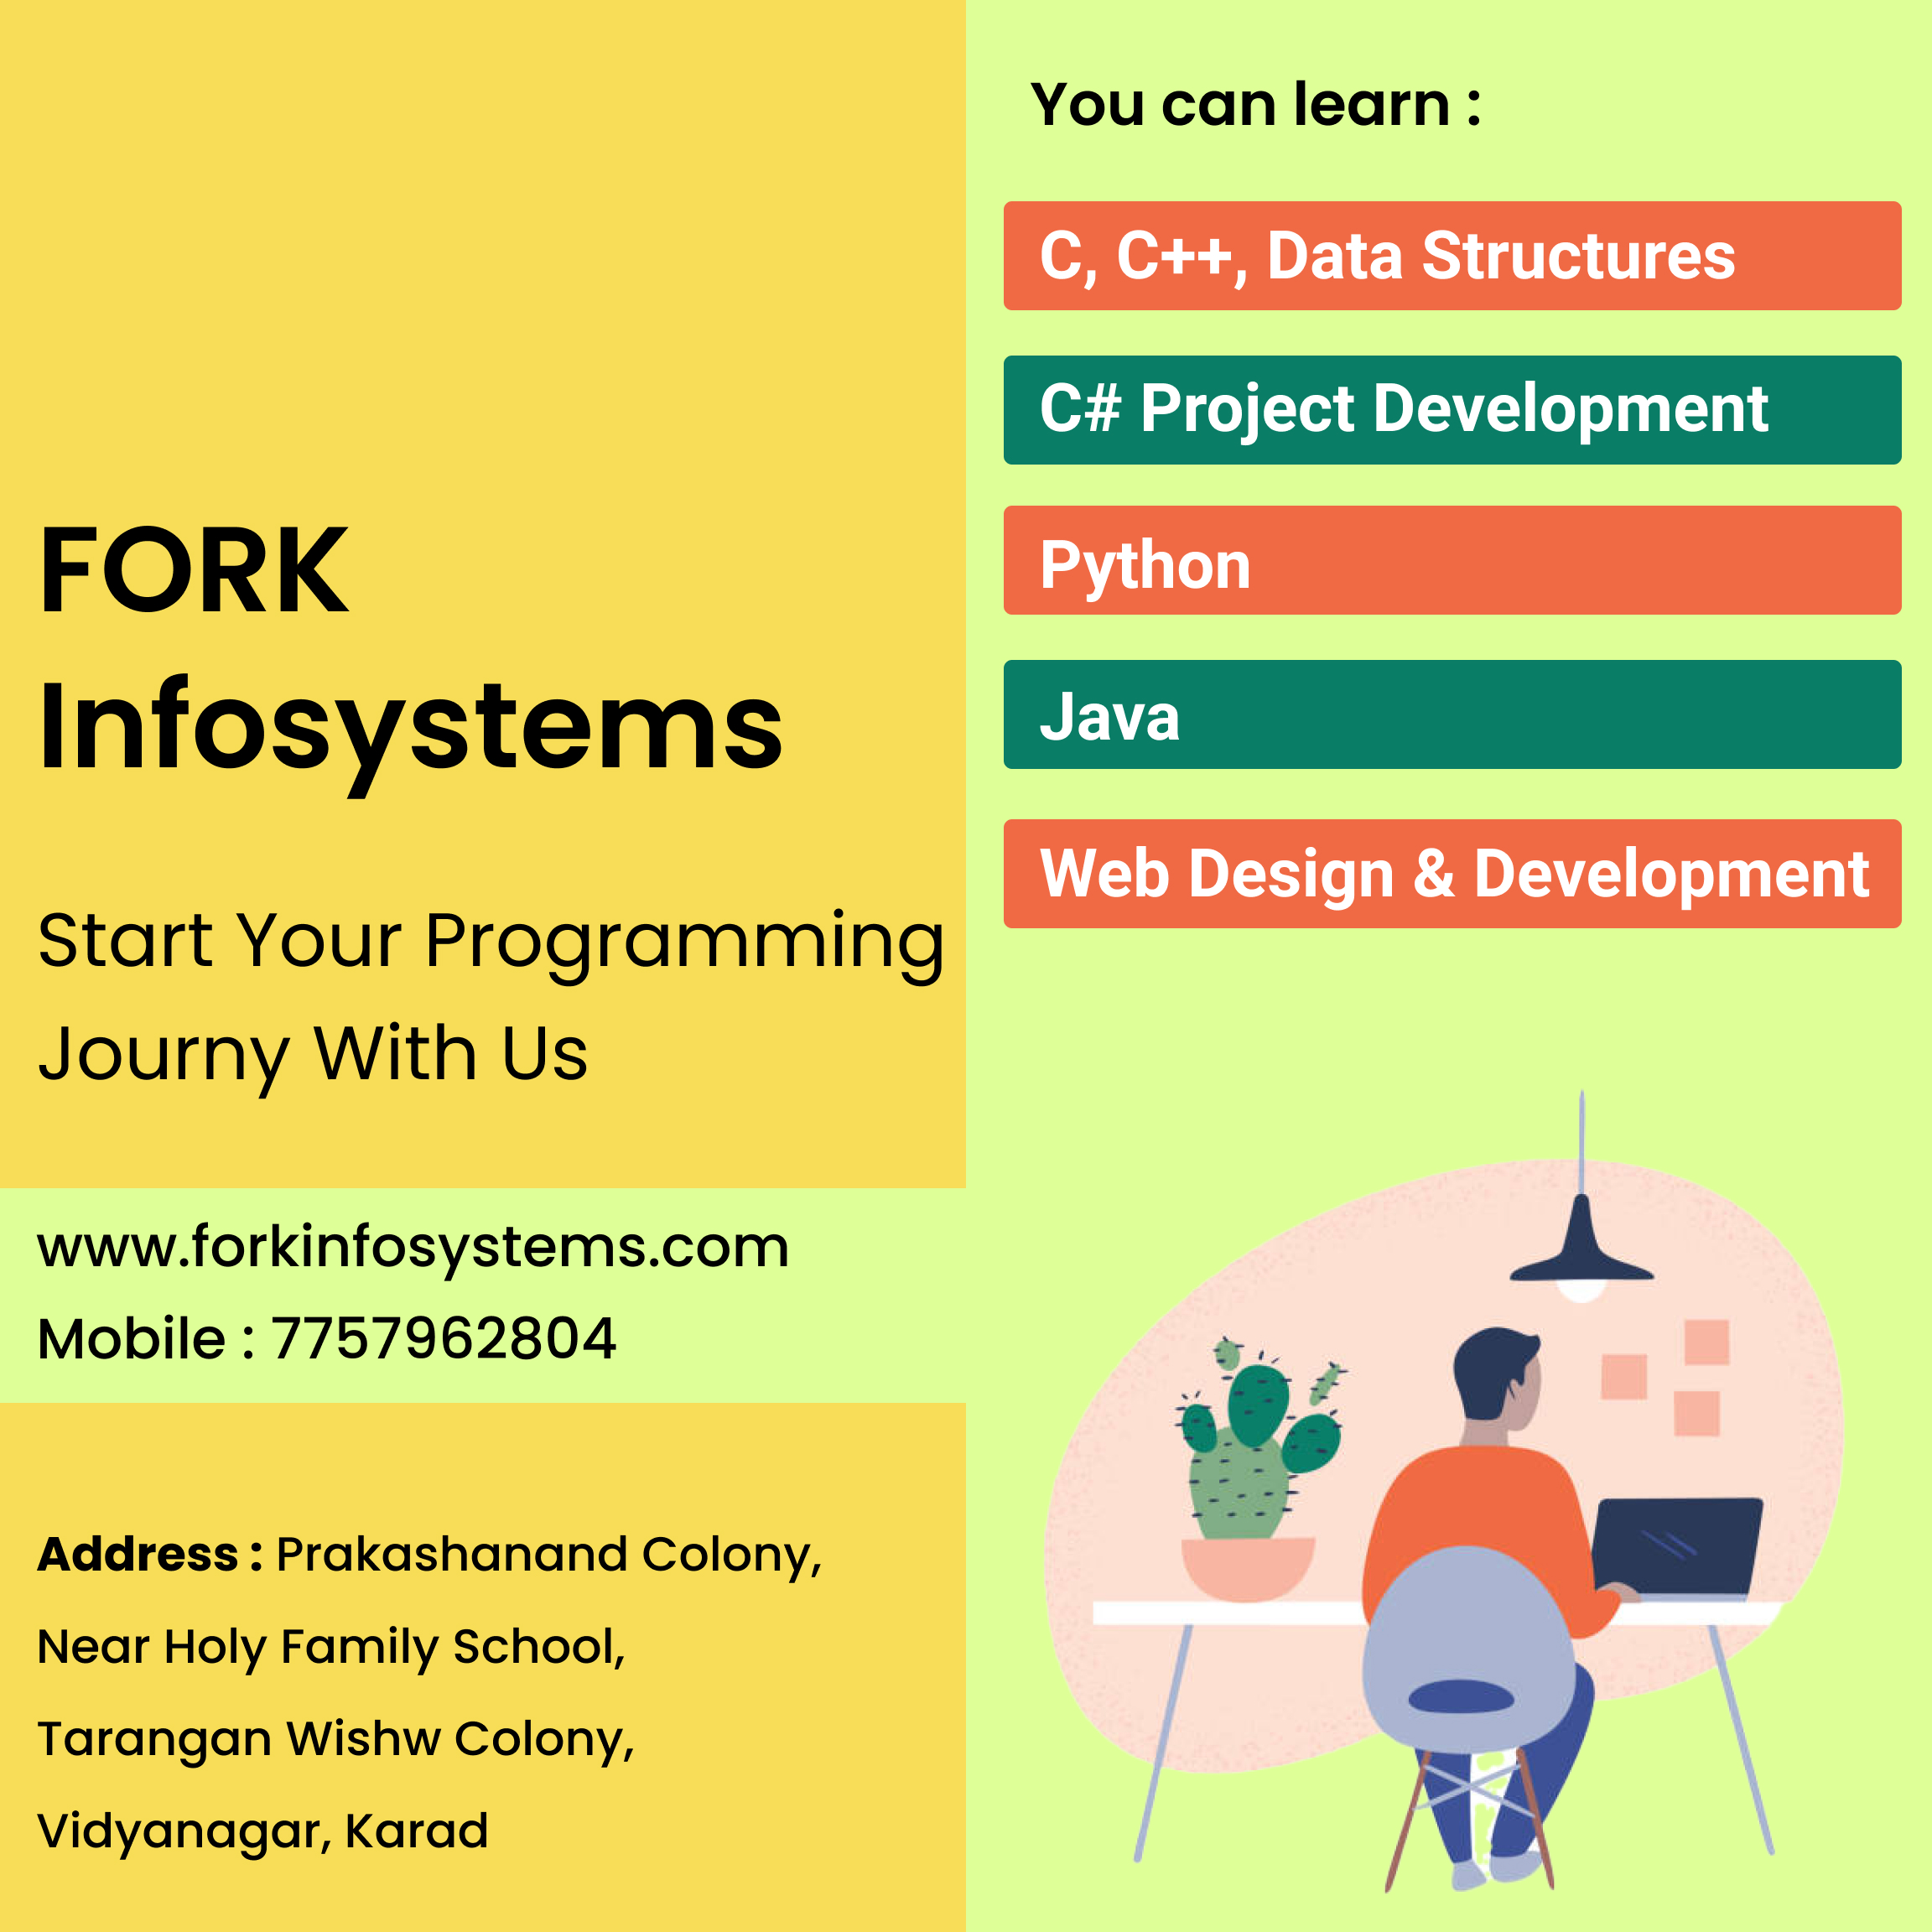 FORK
Infosystems
Start Your Programming
Journy With Us
www.forkinfosystems.com
Mobile : 7757962804
Address : Prakashanand Colony,
Near Holy Family School,
Tarangan Wishw Colony,
Vidyanagar, Karad
You can learn :
C, C++, Data Structures
C# Project Development
Python
Java
Web Design & Development